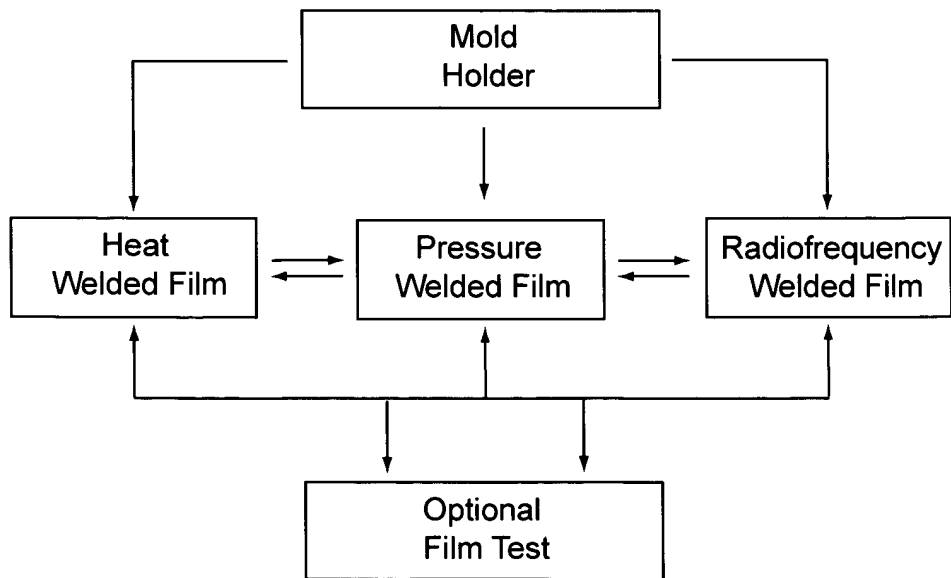 Mold
Holder
Heat
Welded Film
Pressure
Welded Film
Radiofrequency
Welded Film
Optional
Film Test